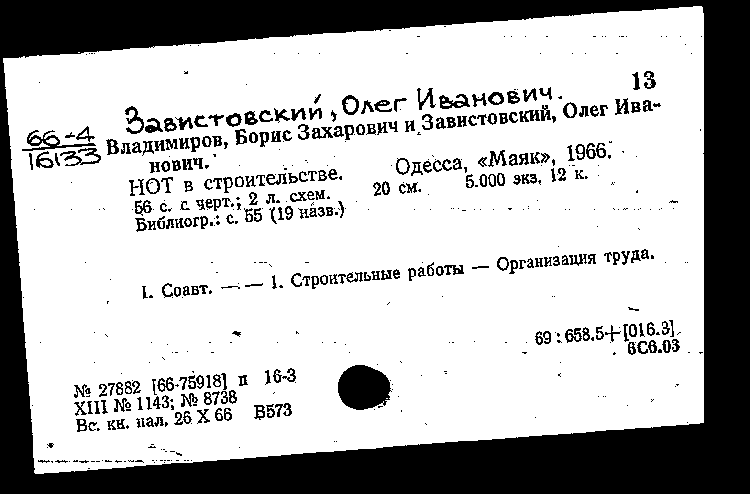 Завистовский, Олег Иванович. 13
66-4
16133
Владимиров, Борис Захарович и Завистовский, Олег Ива-
нович.
НОТ в строительстве. Одесса, «Маяк», 1966.
56 с. с черт.; 2 л. схем. 20 см. 5.000 экз. 12 к.
Библиогр.: с. 55 (19 назв.)
I. Соавт. — — 1. Строительные работы — Организация труда.
69 : 658.5+[016.3]
6С6.03
№ 27882 [66-75918] п 16-3
XIII № 1143; № 8738
Вс. кн. пал. 26 X 66 В573